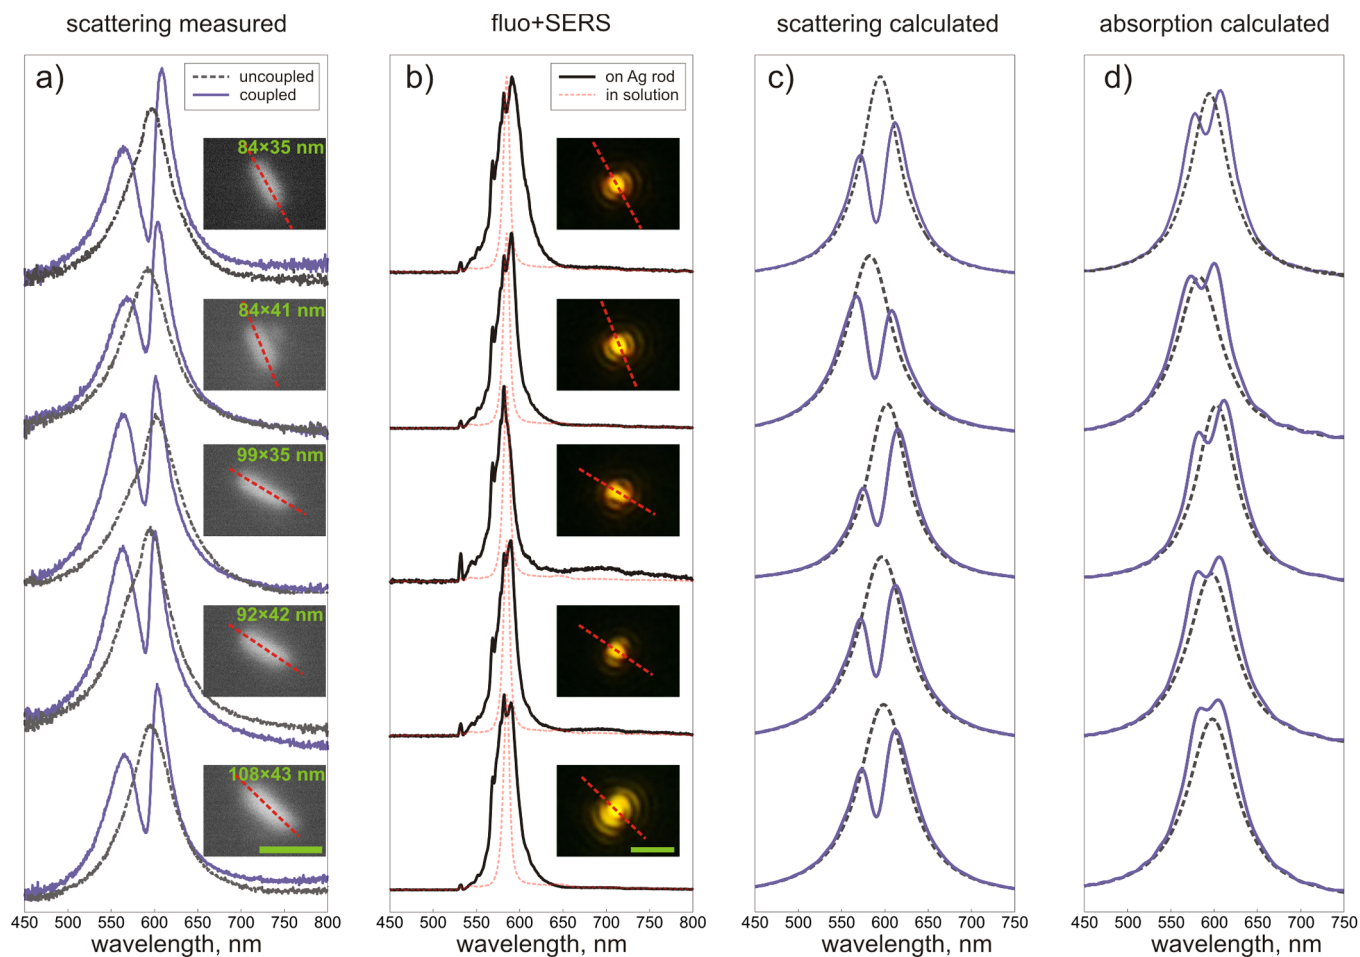 scattering measured
fluo+SERS
scattering calculated
absorption calculated
a)
uncoupled
coupled
b)
on Ag rod
in solution
c)
d)
84×35 nm
84×41 nm
99×35 nm
92×42 nm
108×43 nm
450 500 550 600 650 700 750 800
450 500 550 600 650 700 750 800
450 500 550 600 650 700 750
450 500 550 600 650 700 750
wavelength, nm
wavelength, nm
wavelength, nm
wavelength, nm